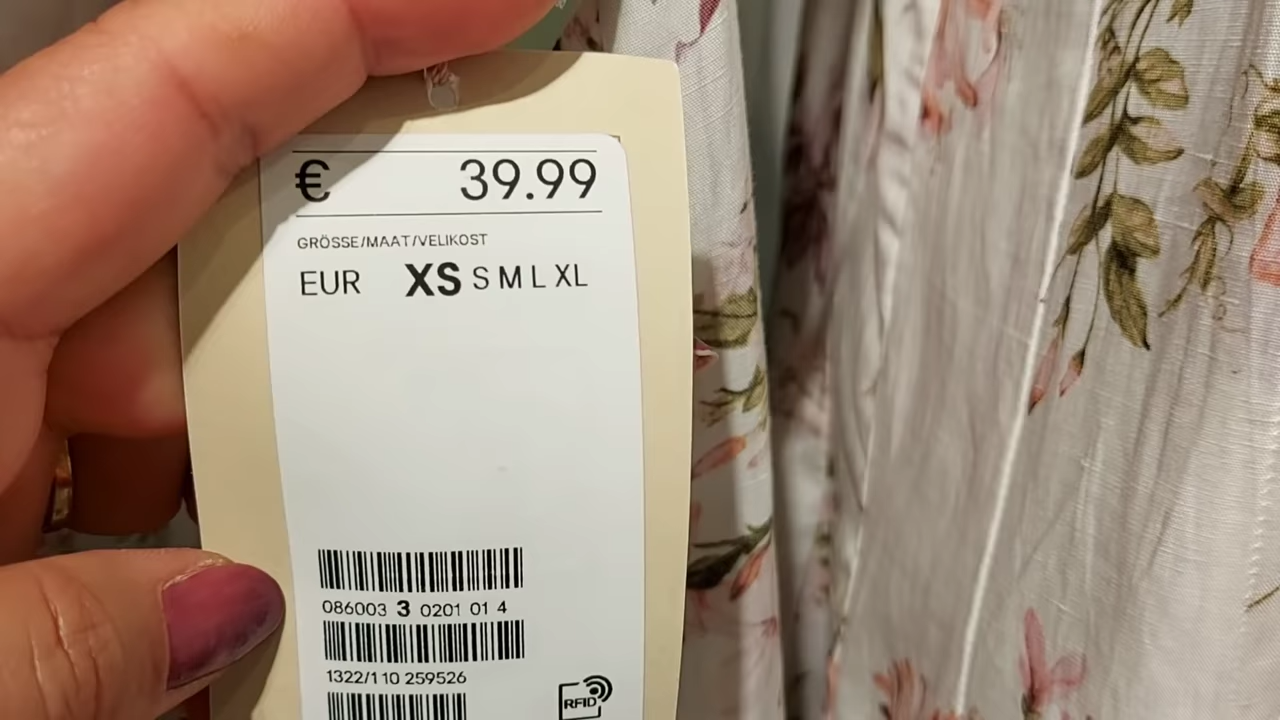 € 39.99
GRÖSSE/MAAT/VELIKOST
EUR XS S M L XL
086003 3 0201 01 4
1322/110 259526
RFID